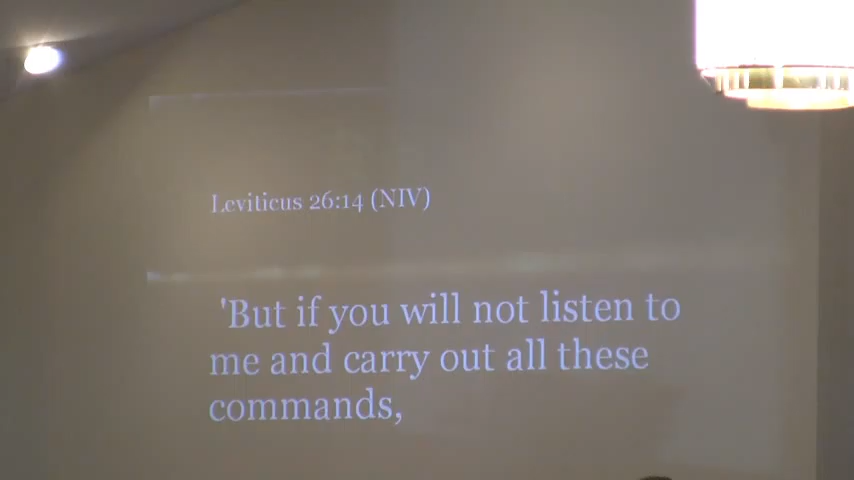 Leviticus 26:14 (NIV)
'But if you will not listen to
me and carry out all these
commands,